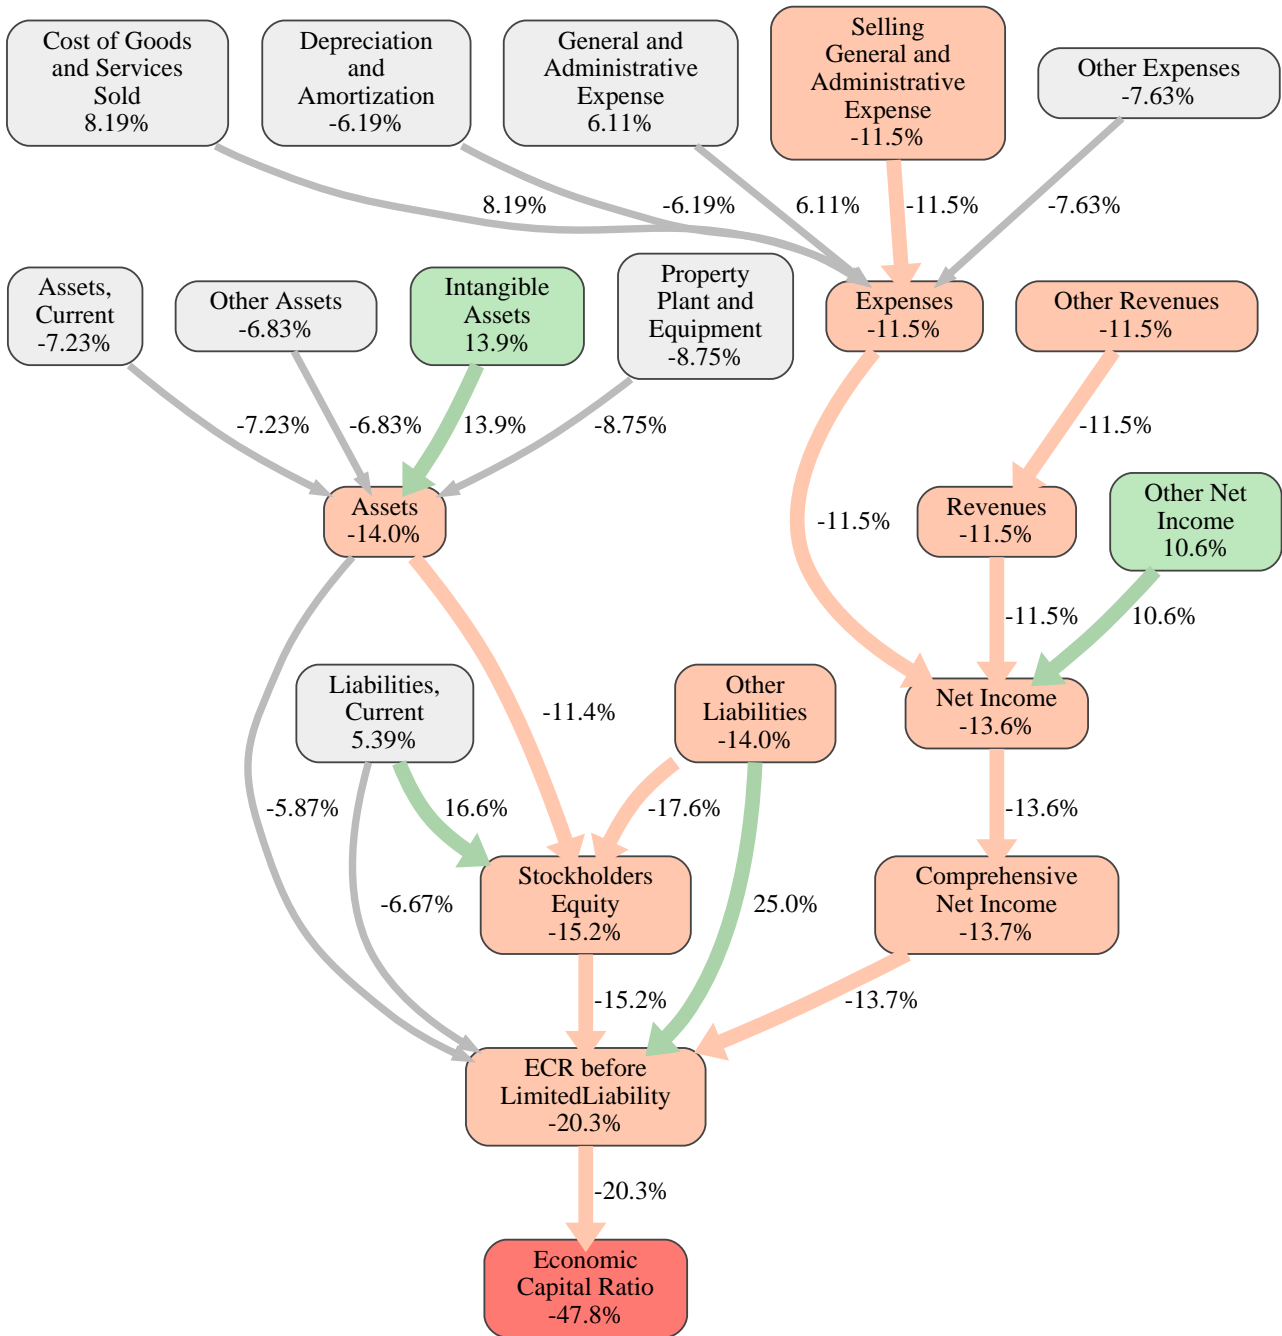 Cost of Goods
and Services
Sold
8.19%
Depreciation
and
Amortization
-6.19%
General and
Administrative
Expense
6.11%
Selling
General and
Administrative
Expense
-11.5%
Other Expenses
-7.63%
8.19%
-6.19%
6.11%
-11.5%
-7.63%
Assets,
Current
-7.23%
Other Assets
-6.83%
Intangible
Assets
13.9%
Property
Plant and
Equipment
-8.75%
Expenses
-11.5%
Other Revenues
-11.5%
-7.23%
-6.83%
13.9%
-8.75%
-11.5%
Assets
-14.0%
-11.5%
Revenues
-11.5%
Other Net
Income
10.6%
-11.5%
10.6%
Liabilities,
Current
5.39%
-11.4%
Other
Liabilities
-14.0%
Net Income
-13.6%
-5.87%
16.6%
-17.6%
-13.6%
-6.67%
Stockholders
Equity
-15.2%
25.0%
Comprehensive
Net Income
-13.7%
-15.2%
-13.7%
ECR before
LimitedLiability
-20.3%
-20.3%
Economic
Capital Ratio
-47.8%